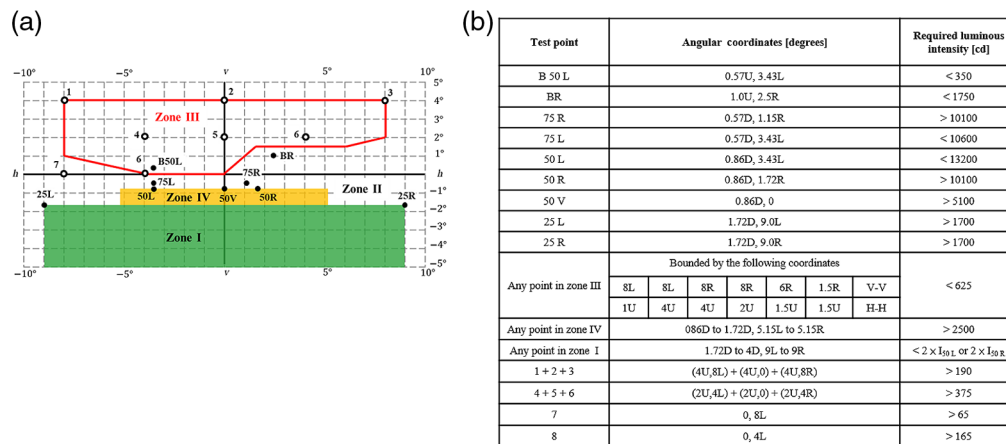 (a)
−10° −5° v 5° 10°
1 2 3
5°
4°
Zone III
3°
4 5 6
2°
BR
1°
7 6 B50L
h h
75L 75R
Zone II
25L 50L Zone IV 50V 50R 25R
−1°
−2°
Zone I
−3°
−4°
−5°
−10° −5° v 5° 10°
(b)
Test point Angular coordinates [degrees] Required luminous
intensity [cd]
B 50 L 0.57U, 3.43L < 350
BR 1.0U, 2.5R < 1750
75 R 0.57D, 1.15R > 10100
75 L 0.57D, 3.43L < 10600
50 L 0.86D, 3.43L < 13200
50 R 0.86D, 1.72R > 10100
50 V 0.86D, 0 > 5100
25 L 1.72D, 9.0L > 1700
25 R 1.72D, 9.0R > 1700
Any point in zone III Bounded by the following coordinates < 625
8L 8L 8R 8R 6R 1.5R V-V
1U 4U 4U 2U 1.5U 1.5U H-H
Any point in zone IV 086D to 1.72D, 5.15L to 5.15R > 2500
Any point in zone I 1.72D to 4D, 9L to 9R < 2 x I50 L or 2 x I50 R
1 + 2 + 3 (4U,8L) + (4U,0) + (4U,8R) > 190
4 + 5 + 6 (2U,4L) + (2U,0) + (2U,4R) > 375
7 0, 8L > 65
8 0, 4L > 165